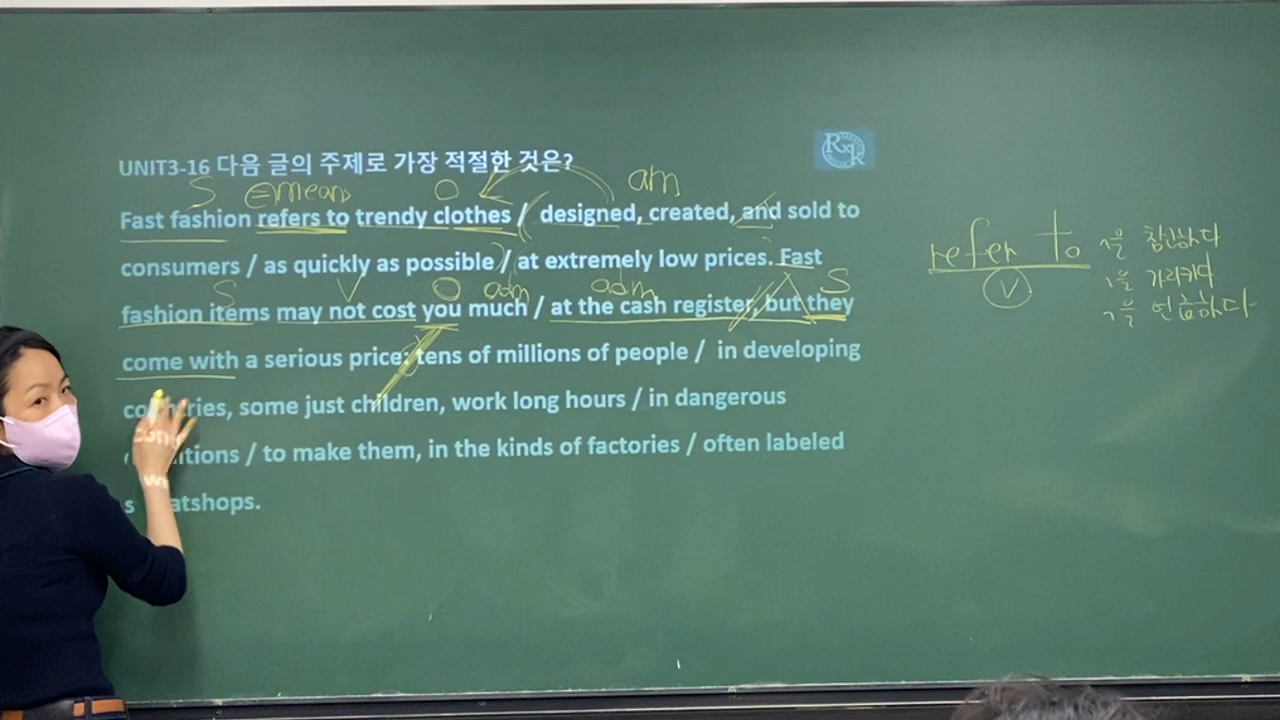 UNIT3-16 다음 글의 주제로 가장 적절한 것은?
RxR
S =means O am
Fast fashion refers to trendy clothes / ( designed, created, and sold to
consumers / as quickly as possible ) / at extremely low prices. Fast
S V O adm adm S
fashion items may not cost you much / at the cash register, / but they
come with a serious price: tens of millions of people / in developing
countries, some just children, work long hours / in dangerous
itions / to make them, in the kinds of factories / often labeled
s atshops.
refer to ~을 참고하다
V ~을 가리키다
~을 언급하다